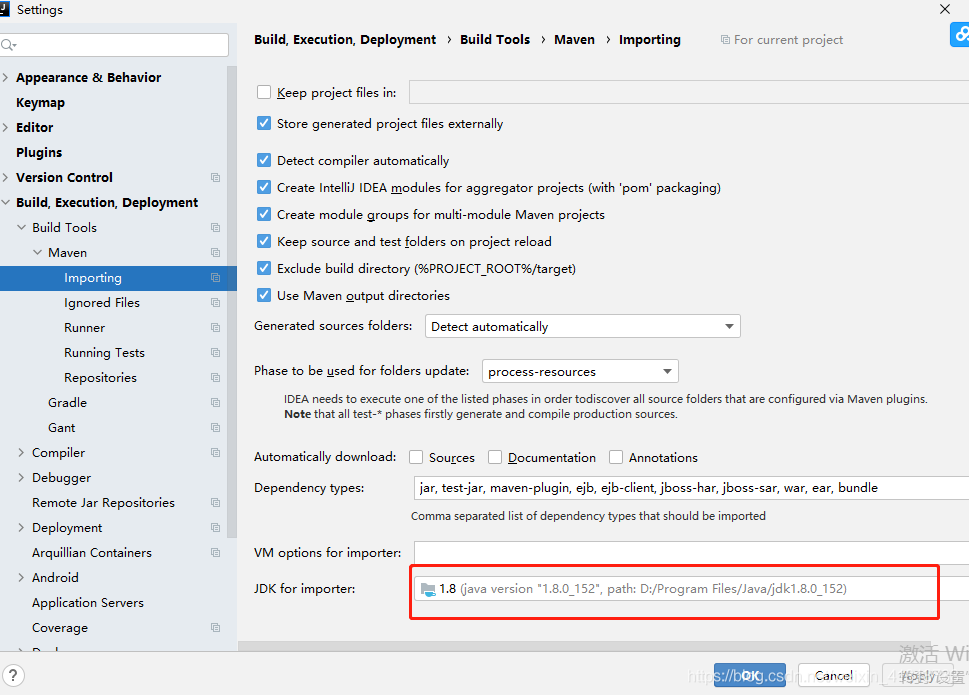 Settings
Build, Execution, Deployment › Build Tools › Maven › Importing For current project
Appearance & Behavior
Keymap
Editor
Plugins
Version Control
Build, Execution, Deployment
Build Tools
Maven
Importing
Ignored Files
Runner
Running Tests
Repositories
Gradle
Gant
Compiler
Debugger
Remote Jar Repositories
Deployment
Arquillian Containers
Android
Application Servers
Coverage
Keep project files in:
Store generated project files externally
Detect compiler automatically
Create IntelliJ IDEA modules for aggregator projects (with 'pom' packaging)
Create module groups for multi-module Maven projects
Keep source and test folders on project reload
Exclude build directory (%PROJECT_ROOT%/target)
Use Maven output directories
Generated sources folders: Detect automatically
Phase to be used for folders update: process-resources
IDEA needs to execute one of the listed phases in order todiscover all source folders that are configured via Maven plugins.
Note that all test-* phases firstly generate and compile production sources.
Automatically download: Sources Documentation Annotations
Dependency types: jar, test-jar, maven-plugin, ejb, ejb-client, jboss-har, jboss-sar, war, ear, bundle
Comma separated list of dependency types that should be imported
VM options for importer:
JDK for importer: 1.8 (java version "1.8.0_152", path: D:/Program Files/Java/jdk1.8.0_152)
激活 Wi
? OK Cancel Apply